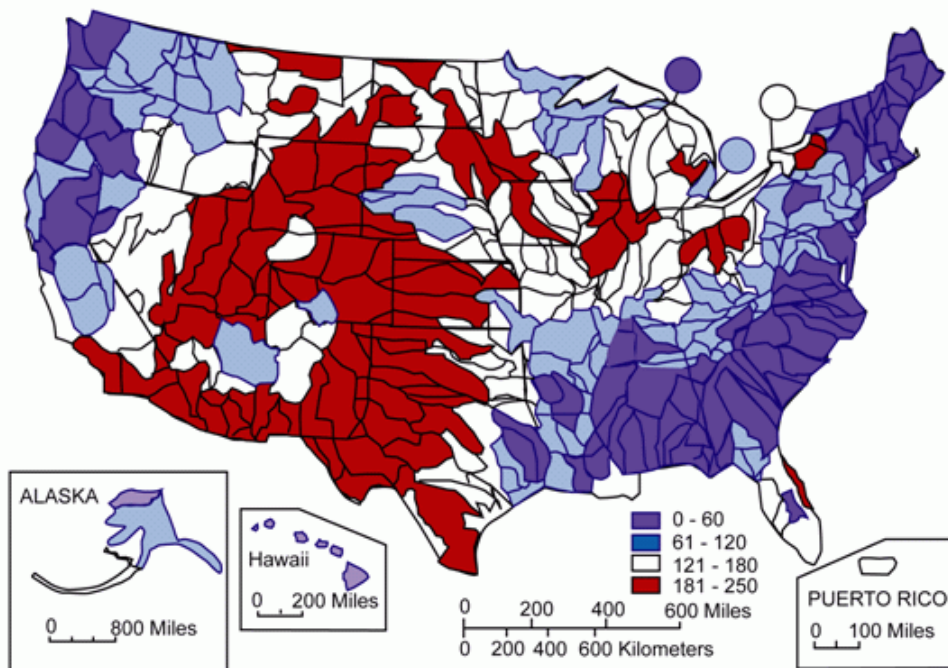 ALASKA
0 800 Miles
Hawaii
0 200 Miles
0 - 60
61 - 120
121 - 180
181 - 250
0 200 400 600 Miles
0 200 400 600 Kilometers
PUERTO RICO
0 100 Miles